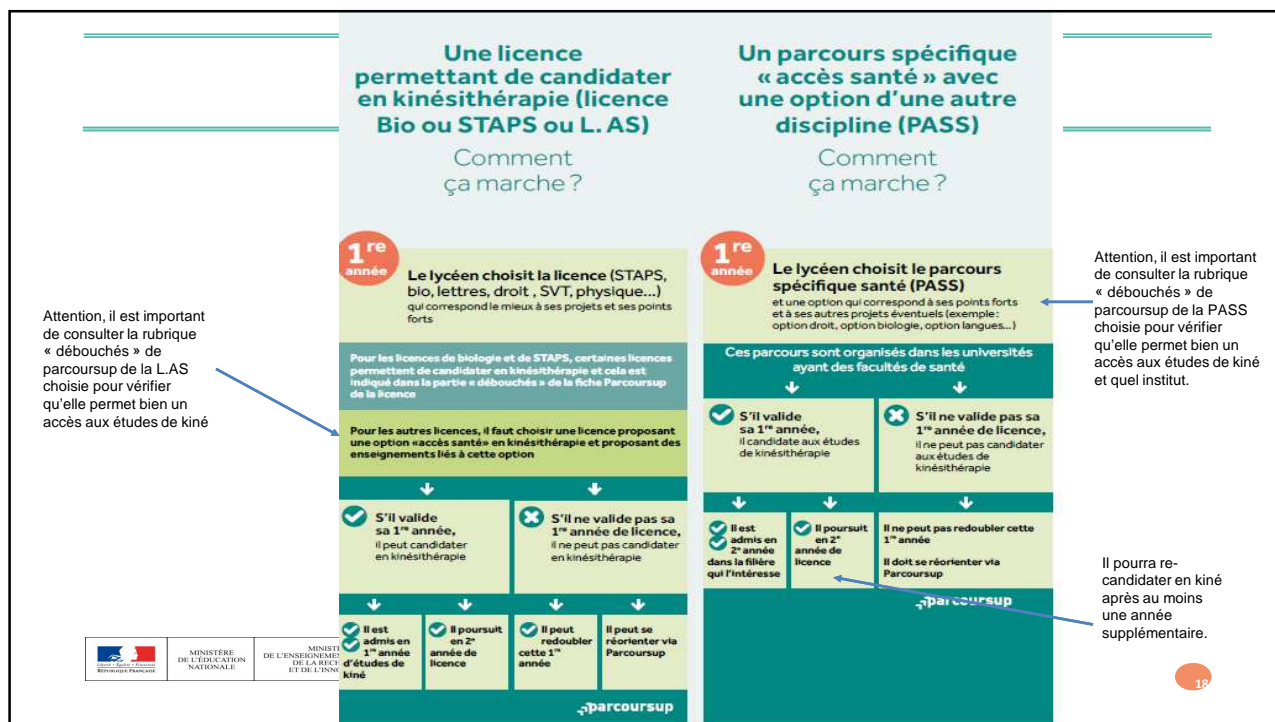 Une licence
permettant de candidater
en kinésithérapie (licence
Bio ou STAPS ou L. AS)
Comment
ça marche ?
1re
année
Le lycéen choisit la licence (STAPS,
bio, lettres, droit , SVT, physique...)
qui correspond le mieux à ses projets et ses points
forts
Pour les licences de biologie et de STAPS, certaines licences
permettent de candidater en kinésithérapie et cela est
indiqué dans la partie « débouchés » de la fiche Parcoursup
de la licence
Pour les autres licences, il faut choisir une licence proposant
une option «accès santé» en kinésithérapie et proposant des
enseignements liés à cette option
S'il valide
sa 1re année,
il peut candidater
en kinésithérapie
S'il ne valide pas sa
1re année de licence,
il ne peut pas candidater
en kinésithérapie
Il est
admis en
1re année
d'études de
kiné
Il poursuit
en 2e
année de
licence
Il peut
redoubler
cette 1re
année
Il peut se
réorienter via
Parcoursup
parcoursup
Un parcours spécifique
« accès santé » avec
une option d'une autre
discipline (PASS)
Comment
ça marche ?
1re
année
Le lycéen choisit le parcours
spécifique santé (PASS)
et une option qui correspond à ses points forts
et à ses autres projets éventuels (exemple :
option droit, option biologie, option langues...)
Ces parcours sont organisés dans les universités
ayant des facultés de santé
S'il valide
sa 1re année,
il candidate aux études
de kinésithérapie
S'il ne valide pas sa
1re année de licence,
il ne peut pas candidater
aux études de
kinésithérapie
Il est
admis en
2e année
dans la filière
qui l'intéresse
Il poursuit
en 2e
année de
licence
Il ne peut pas redoubler cette
1re année
Il doit se réorienter via
Parcoursup
parcoursup
Attention, il est important
de consulter la rubrique
« débouchés » de
parcoursup de la L.AS
choisie pour vérifier
qu'elle permet bien un
accès aux études de kiné
Attention, il est important
de consulter la rubrique
« débouchés » de
parcoursup de la PASS
choisie pour vérifier
qu'elle permet bien un
accès aux études de kiné
et quel institut.
Il pourra re-
candidater en kiné
après au moins
une année
supplémentaire.
Liberté • Égalité • Fraternité
RÉPUBLIQUE FRANÇAISE
MINISTÈRE
DE L'ÉDUCATION
NATIONALE
MINIST
DE L'ENSEIGNEMEN
DE LA RECH
ET DE L'INNO
18